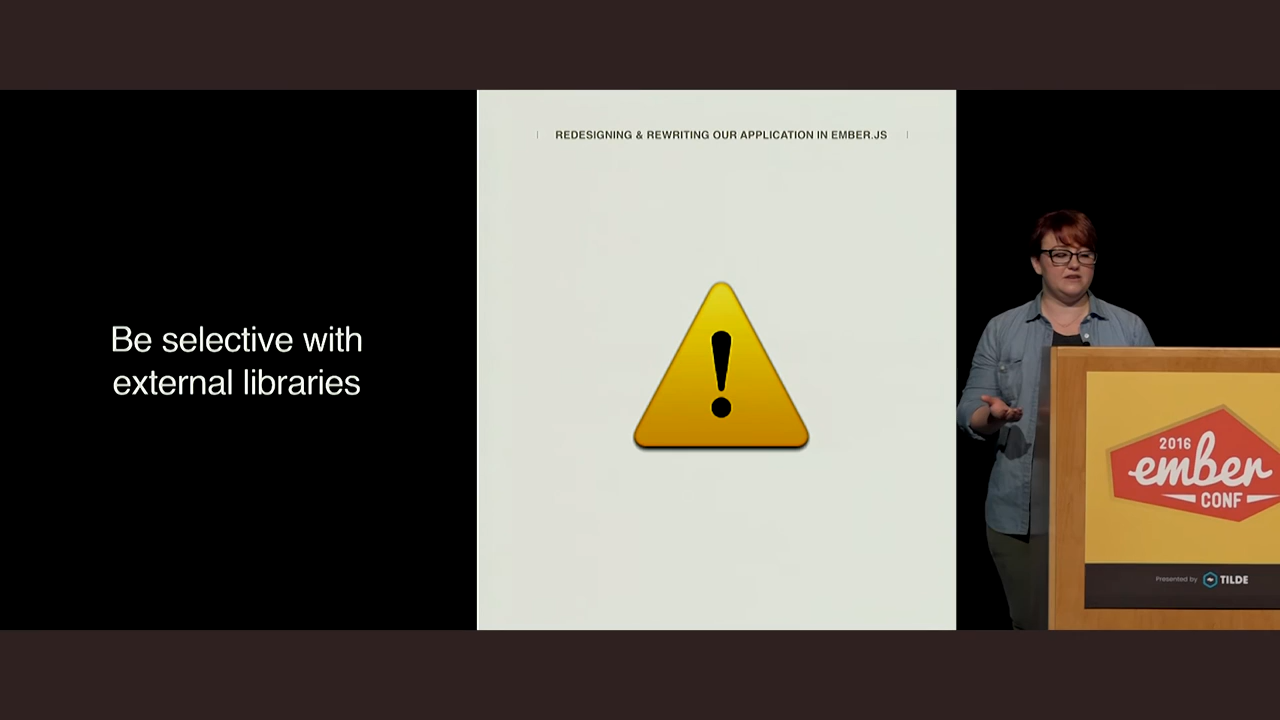 Be selective with
external libraries
REDESIGNING & REWRITING OUR APPLICATION IN EMBER.JS
!
2016
ember
CONF
Presented by TILDE